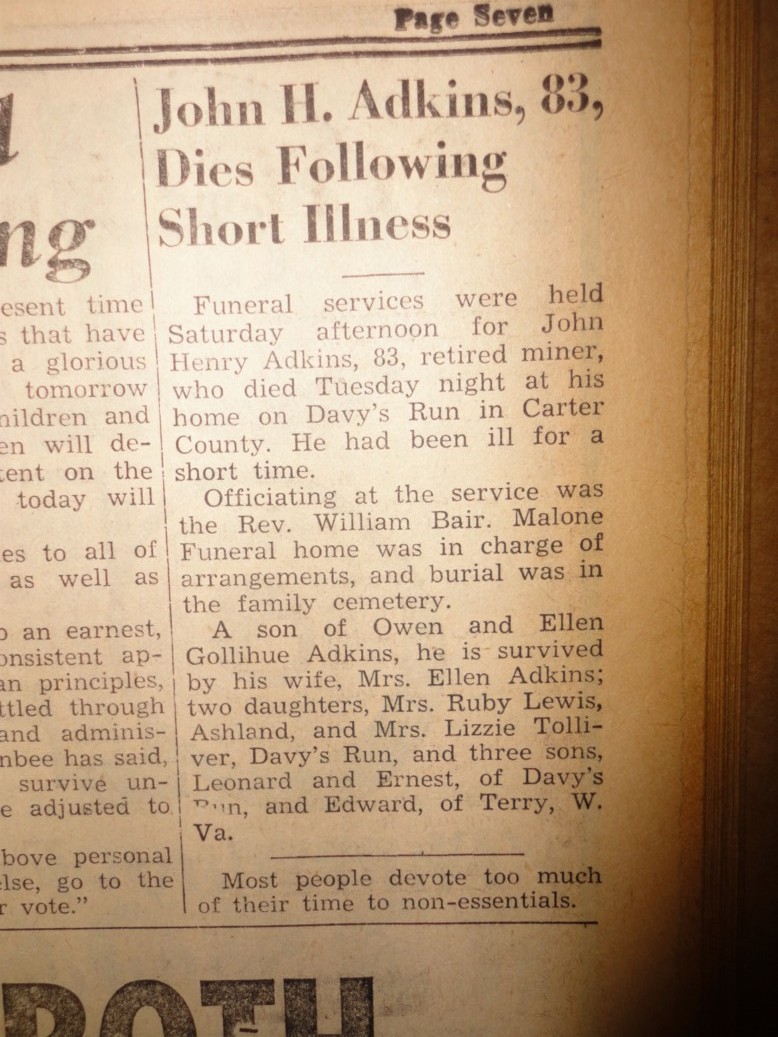 Page Seven
ng
esent time
s that have
a glorious
tomorrow
hildren and
en will de-
tent on the
today will
es to all of
as well as
o an earnest,
onsistent ap-
an principles,
ttled through
and adminis-
nbee has said,
survive un-
e adjusted to
bove personal
else, go to the
r vote."
John H. Adkins, 83,
Dies Following
Short Illness
Funeral services were held
Saturday afternoon for John
Henry Adkins, 83, retired miner,
who died Tuesday night at his
home on Davy's Run in Carter
County. He had been ill for a
short time.
Officiating at the service was
the Rev. William Bair. Malone
Funeral home was in charge of
arrangements, and burial was in
the family cemetery.
A son of Owen and Ellen
Gollihue Adkins, he is survived
by his wife, Mrs. Ellen Adkins;
two daughters, Mrs. Ruby Lewis,
Ashland, and Mrs. Lizzie Tolli-
ver, Davy's Run, and three sons,
Leonard and Ernest, of Davy's
Run, and Edward, of Terry, W.
Va.
Most people devote too much
of their time to non-essentials.
BOTH